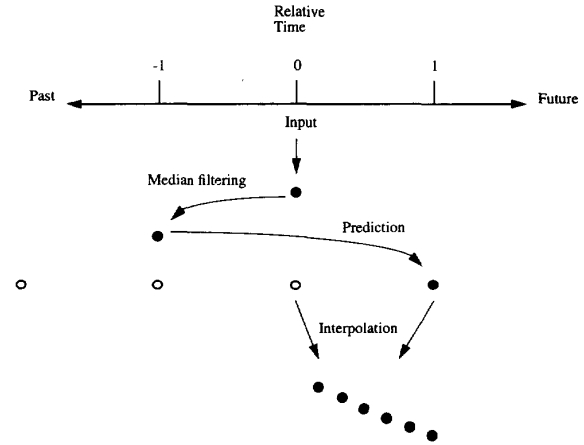 Relative
Time
-1
0
1
Past
Future
Input
Median filtering
Prediction
Interpolation